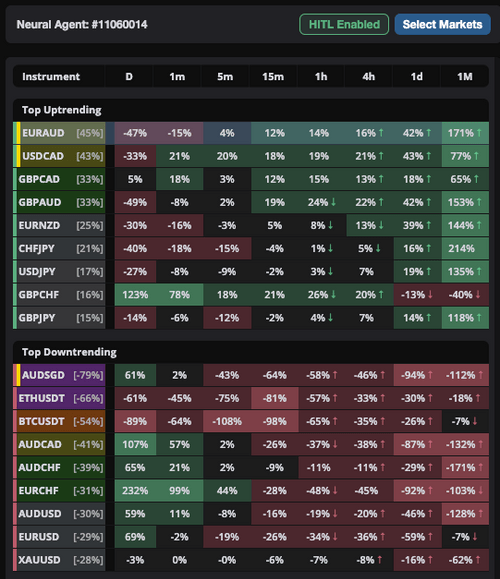 Neural Agent: #11060014 HITL Enabled Select Markets
Instrument D 1m 5m 15m 1h 4h 1d 1M
Top Uptrending
EURAUD [45%] -47% -15% 4% 12% 14% 16% ↑ 42% ↑ 171% ↑
USDCAD [43%] -33% 21% 20% 18% 19% 21% ↑ 43% ↑ 77% ↑
GBPCAD [33%] 5% 18% 3% 12% 15% 13% ↑ 18% ↑ 65% ↑
GBPAUD [33%] -49% -8% 2% 19% 24% ↓ 22% ↑ 42% ↑ 153% ↑
EURNZD [25%] -30% -16% -3% 5% 8% ↓ 13% ↓ 39% ↑ 144% ↑
CHFJPY [21%] -40% -18% -15% -4% 1% ↓ 5% ↓ 16% ↑ 214%
USDJPY [17%] -27% -8% -9% -2% 3% ↓ 7% 19% ↑ 135% ↑
GBPCHF [16%] 123% 78% 18% 21% 26% ↓ 20% ↑ -13% ↓ -40% ↓
GBPJPY [15%] -14% -6% -12% -2% 4% ↓ 7% 14% ↑ 118% ↑
Top Downtrending
AUDSGD [-79%] 61% 2% -43% -64% -58% ↑ -46% ↑ -94% ↑ -112% ↑
ETHUSDT [-66%] -61% -45% -75% -81% -57% ↑ -33% ↑ -30% ↑ -18% ↑
BTCUSDT [-54%] -89% -64% -108% -98% -65% ↑ -35% ↑ -26% ↑ -7% ↓
AUDCAD [-41%] 107% 57% 2% -26% -37% ↓ -38% ↑ -87% ↑ -132% ↑
AUDCHF [-39%] 65% 21% 2% -9% -11% ↑ -11% ↑ -29% ↑ -171% ↑
EURCHF [-31%] 232% 99% 44% -28% -48% ↓ -45% -92% ↑ -103% ↓
AUDUSD [-30%] 59% 11% -8% -16% -19% ↓ -20% ↑ -46% ↑ -128% ↑
EURUSD [-29%] 69% -2% -19% -26% -34% ↑ -36% ↑ -59% ↑ -7% ↓
XAUUSD [-28%] -3% 0% -0% -6% -7% -8% ↑ -16% ↑ -62% ↑